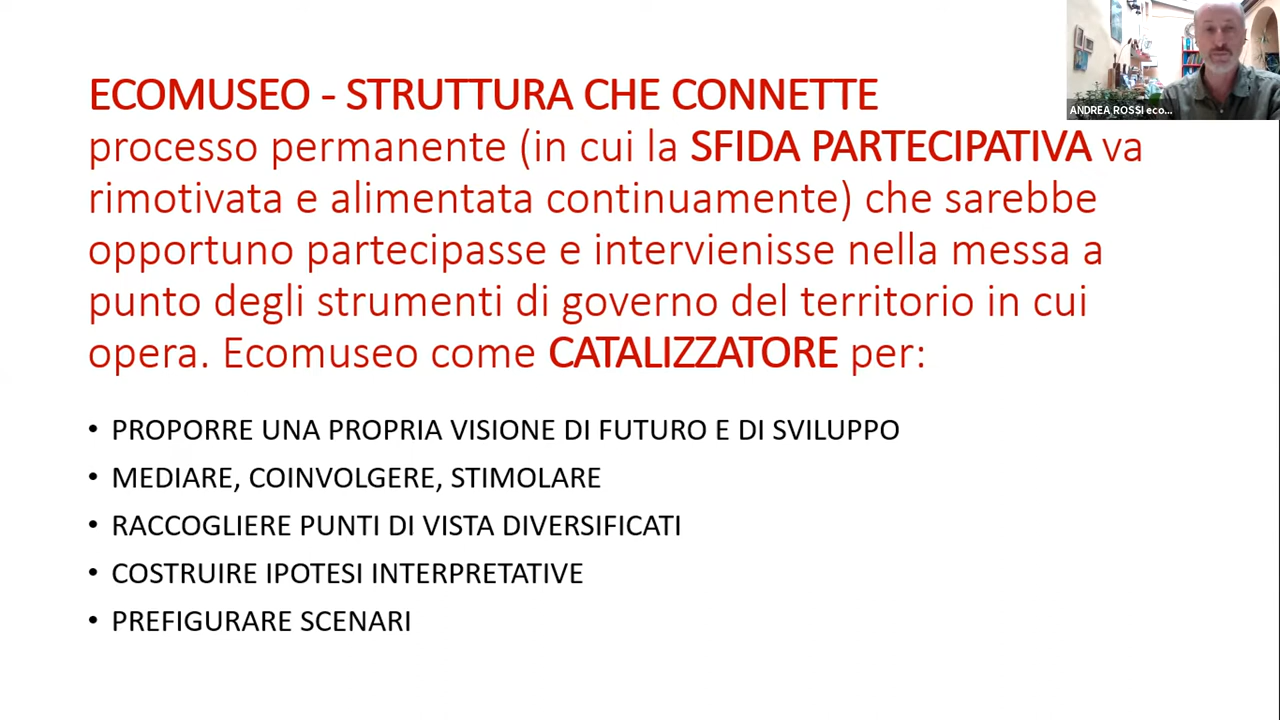 ECOMUSEO - STRUTTURA CHE CONNETTE
processo permanente (in cui la SFIDA PARTECIPATIVA va
rimotivata e alimentata continuamente) che sarebbe
opportuno partecipasse e intervienisse nella messa a
punto degli strumenti di governo del territorio in cui
opera. Ecomuseo come CATALIZZATORE per:
• PROPORRE UNA PROPRIA VISIONE DI FUTURO E DI SVILUPPO
• MEDIARE, COINVOLGERE, STIMOLARE
• RACCOGLIERE PUNTI DI VISTA DIVERSIFICATI
• COSTRUIRE IPOTESI INTERPRETATIVE
• PREFIGURARE SCENARI
ANDREA ROSSI eco...